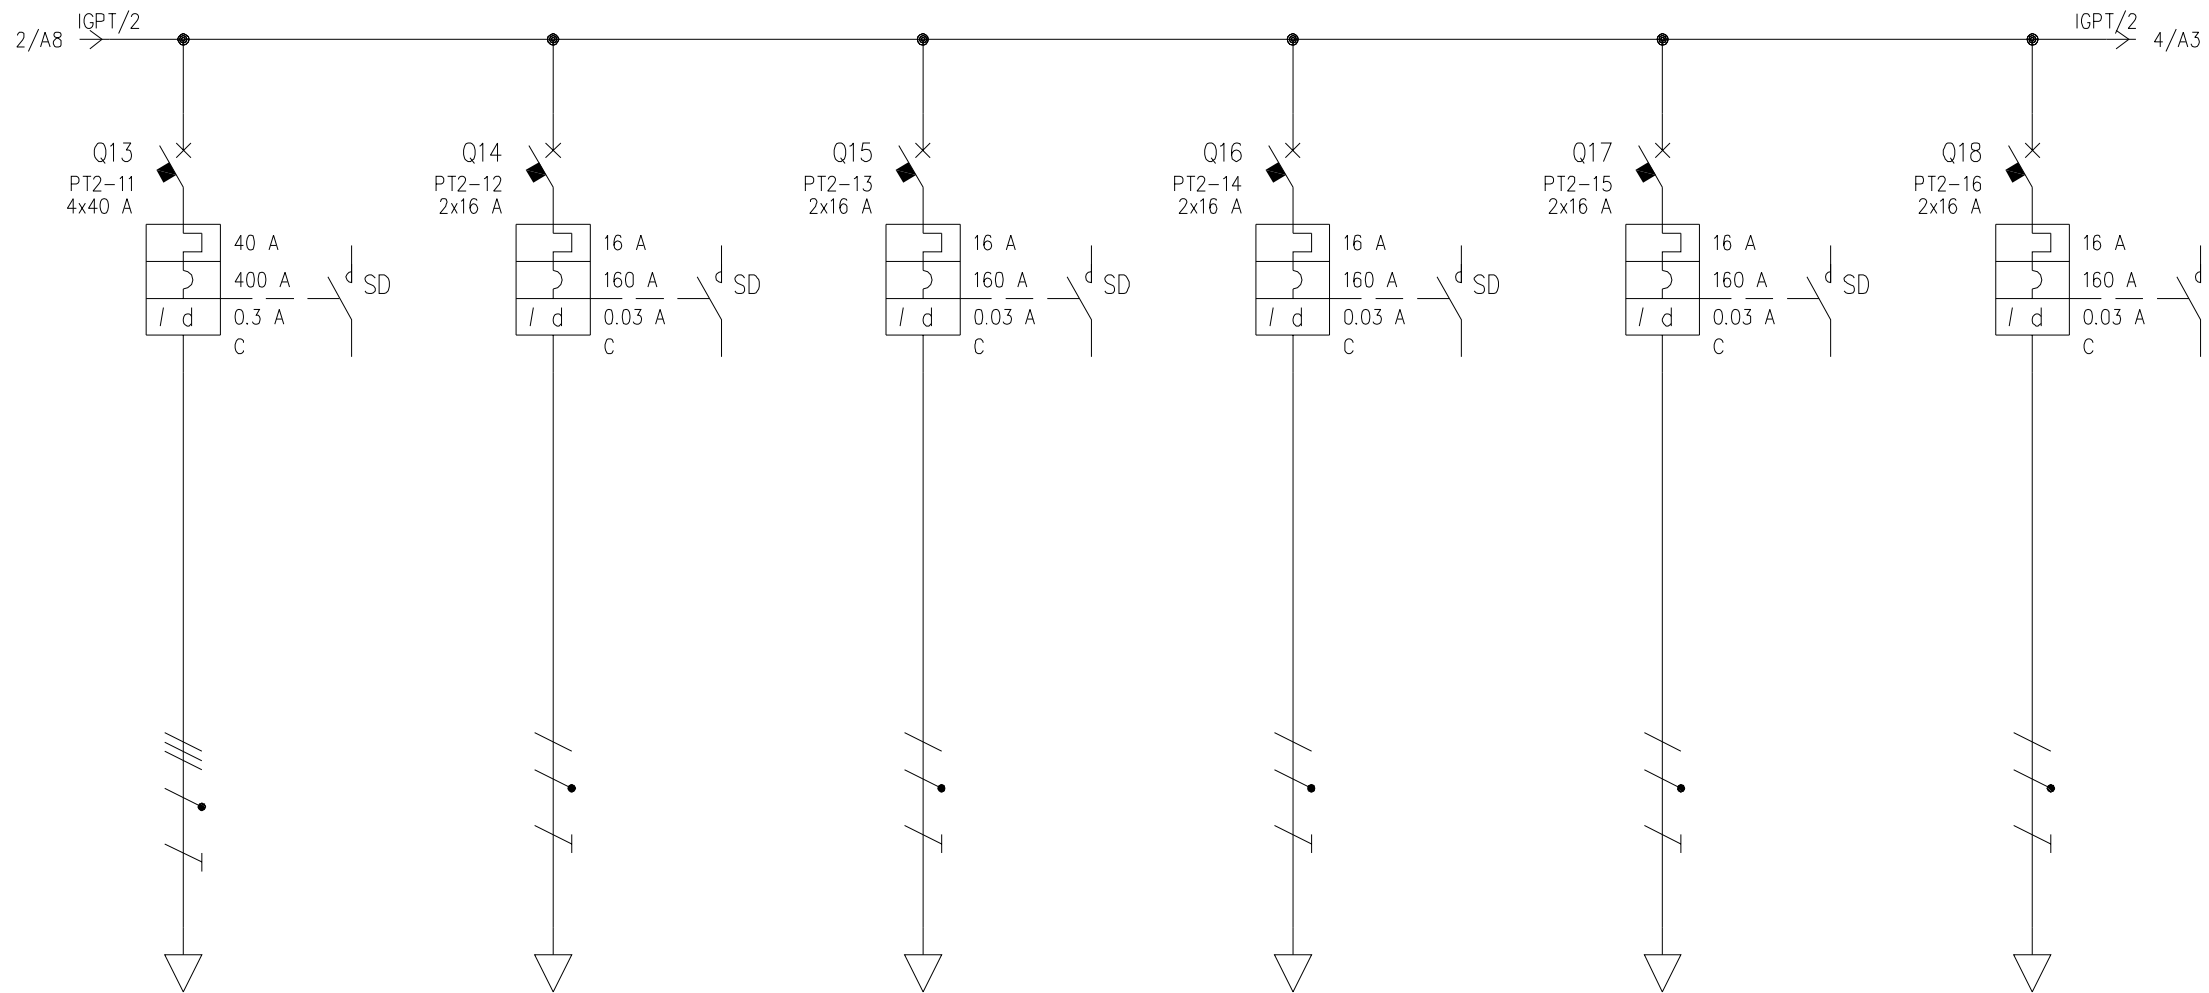 IGPT/2
2/A8
IGPT/2
4/A3
Q13
PT2-11
4x40 A
40 A
400 A
I d
0.3 A
C
SD
Q14
PT2-12
2x16 A
16 A
160 A
I d
0.03 A
C
SD
Q15
PT2-13
2x16 A
16 A
160 A
I d
0.03 A
C
SD
Q16
PT2-14
2x16 A
16 A
160 A
I d
0.03 A
C
SD
Q17
PT2-15
2x16 A
16 A
160 A
I d
0.03 A
C
SD
Q18
PT2-16
2x16 A
16 A
160 A
I d
0.03 A
C